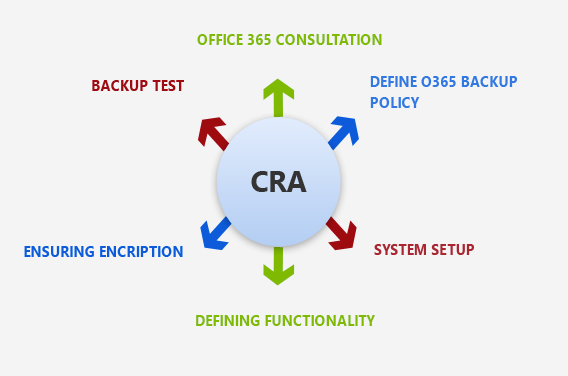 OFFICE 365 CONSULTATION
BACKUP TEST
DEFINE O365 BACKUP
POLICY
CRA
ENSURING ENCRIPTION
SYSTEM SETUP
DEFINING FUNCTIONALITY